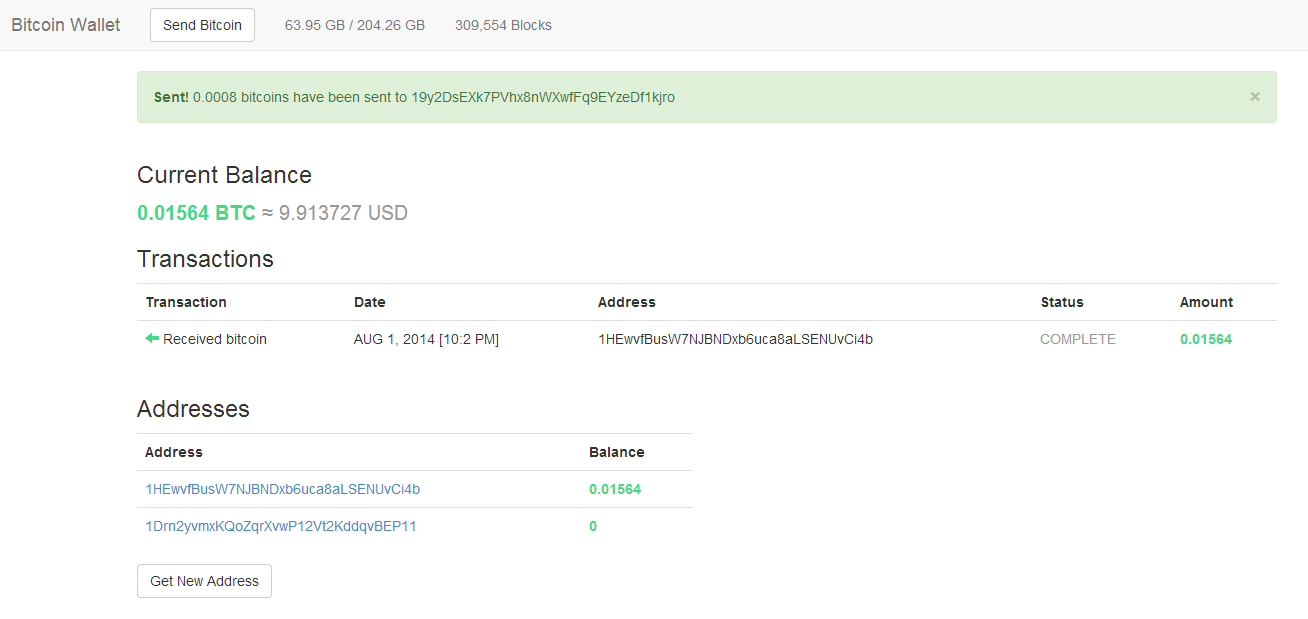 Bitcoin Wallet Send Bitcoin 63.95 GB / 204.26 GB 309,554 Blocks
Sent! 0.0008 bitcoins have been sent to 19y2DsEXk7PVhx8nWXwfFq9EYzeDf1kjro ×
Current Balance
0.01564 BTC ≈ 9.913727 USD
Transactions
Transaction Date Address Status Amount
Received bitcoin AUG 1, 2014 [10:2 PM] 1HEwvfBusW7NJBNDxb6uca8aLSENUvCi4b COMPLETE 0.01564
Addresses
Address Balance
1HEwvfBusW7NJBNDxb6uca8aLSENUvCi4b 0.01564
1Drn2yvmxKQoZqrXvwP12Vt2KddqvBEP11 0
Get New Address